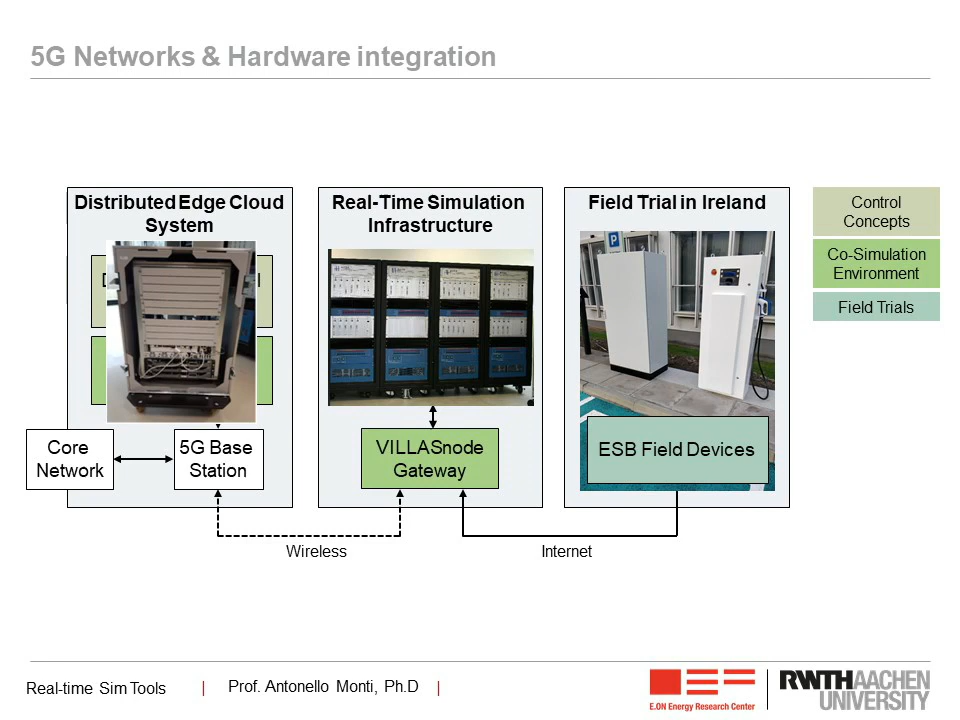 5G Networks & Hardware integration
Distributed Edge Cloud
System
Real-Time Simulation
Infrastructure
Field Trial in Ireland
Control
Concepts
Co-Simulation
Environment
Field Trials
P
Core
Network
5G Base
Station
VILLASnode
Gateway
ESB Field Devices
Wireless
Internet
Real-time Sim Tools
|
Prof. Antonello Monti, Ph.D
|
E.ON Energy Research Center
RWTHAACHEN
UNIVERSITY